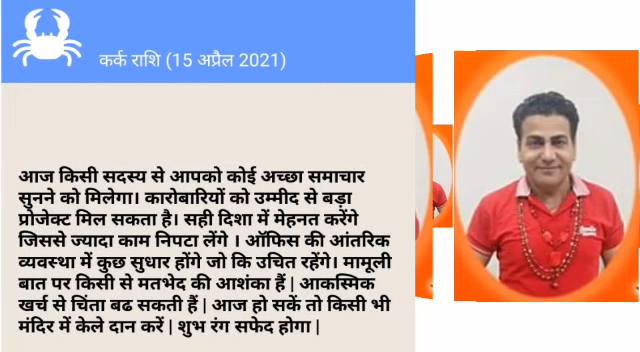 कर्क राशि (15 अप्रैल 2021)
आज किसी सदस्य से आपको कोई अच्छा समाचार
सुनने को मिलेगा। कारोबारियों को उम्मीद से बड़ा
प्रोजेक्ट मिल सकता है। सही दिशा में मेहनत करेंगे
जिससे ज्यादा काम निपटा लेंगे । ऑफिस की आंतरिक
व्यवस्था में कुछ सुधार होंगे जो कि उचित रहेंगे। मामूली
बात पर किसी से मतभेद की आशंका हैं | आकस्मिक
खर्च से चिंता बढ सकती हैं | आज हो सकें तो किसी भी
मंदिर में केले दान करें | शुभ रंग सफेद होगा |